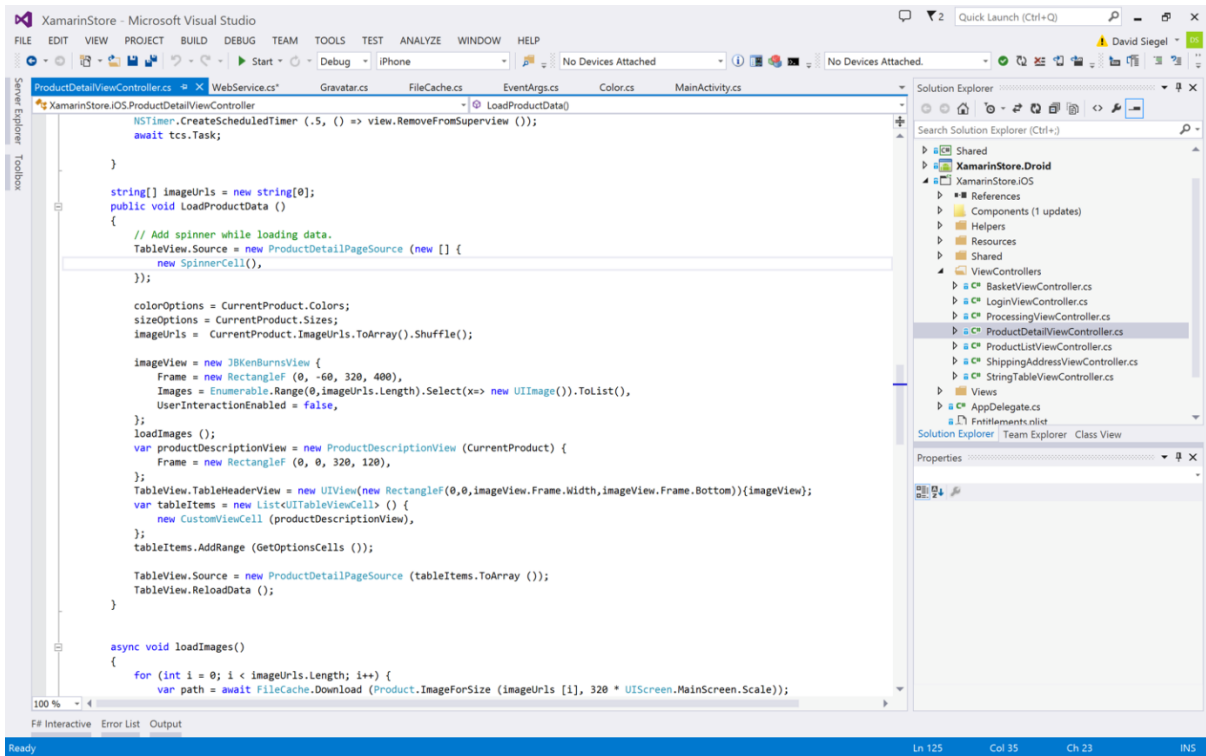 XamarinStore - Microsoft Visual Studio
2
Quick Launch (Ctrl+Q)
FILE EDIT VIEW PROJECT BUILD DEBUG TEAM TOOLS TEST ANALYZE WINDOW HELP
David Siegel DS
Start Debug iPhone No Devices Attached No Devices Attached.
Server Explorer
Toolbox
ProductDetailViewController.cs WebService.cs* Gravatar.cs FileCache.cs EventArgs.cs Color.cs MainActivity.cs
XamarinStore.iOS.ProductDetailViewController LoadProductData()
NSTimer.CreateScheduledTimer (.5, () => view.RemoveFromSuperview ());
await tcs.Task;
}
string[] imageUrls = new string[0];
public void LoadProductData ()
{
// Add spinner while loading data.
TableView.Source = new ProductDetailPageSource (new [] {
new SpinnerCell(),
});
colorOptions = CurrentProduct.Colors;
sizeOptions = CurrentProduct.Sizes;
imageUrls =  CurrentProduct.ImageUrls.ToArray().Shuffle();
imageView = new JBKenBurnsView {
Frame = new RectangleF (0, -60, 320, 400),
Images = Enumerable.Range(0,imageUrls.Length).Select(x=> new UIImage()).ToList(),
UserInteractionEnabled = false,
};
loadImages ();
var productDescriptionView = new ProductDescriptionView (CurrentProduct) {
Frame = new RectangleF (0, 0, 320, 120),
};
TableView.TableHeaderView = new UIView(new RectangleF(0,0,imageView.Frame.Width,imageView.Frame.Bottom)){imageView};
var tableItems = new List<UITableViewCell> () {
new CustomViewCell (productDescriptionView),
};
tableItems.AddRange (GetOptionsCells ());
TableView.Source = new ProductDetailPageSource (tableItems.ToArray ());
TableView.ReloadData ();
}
async void loadImages()
{
for (int i = 0; i < imageUrls.Length; i++) {
var path = await FileCache.Download (Product.ImageForSize (imageUrls [i], 320 * UIScreen.MainScreen.Scale));
100 %
Solution Explorer
Search Solution Explorer (Ctrl+;)
C# Shared
XamarinStore.Droid
XamarinStore.iOS
References
Components (1 updates)
Helpers
Resources
Shared
ViewControllers
C# BasketViewController.cs
C# LoginViewController.cs
C# ProcessingViewController.cs
C# ProductDetailViewController.cs
C# ProductListViewController.cs
C# ShippingAddressViewController.cs
C# StringTableViewController.cs
Views
C# AppDelegate.cs
Entitlements.plist
Solution Explorer Team Explorer Class View
Properties
F# Interactive Error List Output
Ready Ln 125 Col 35 Ch 23 INS